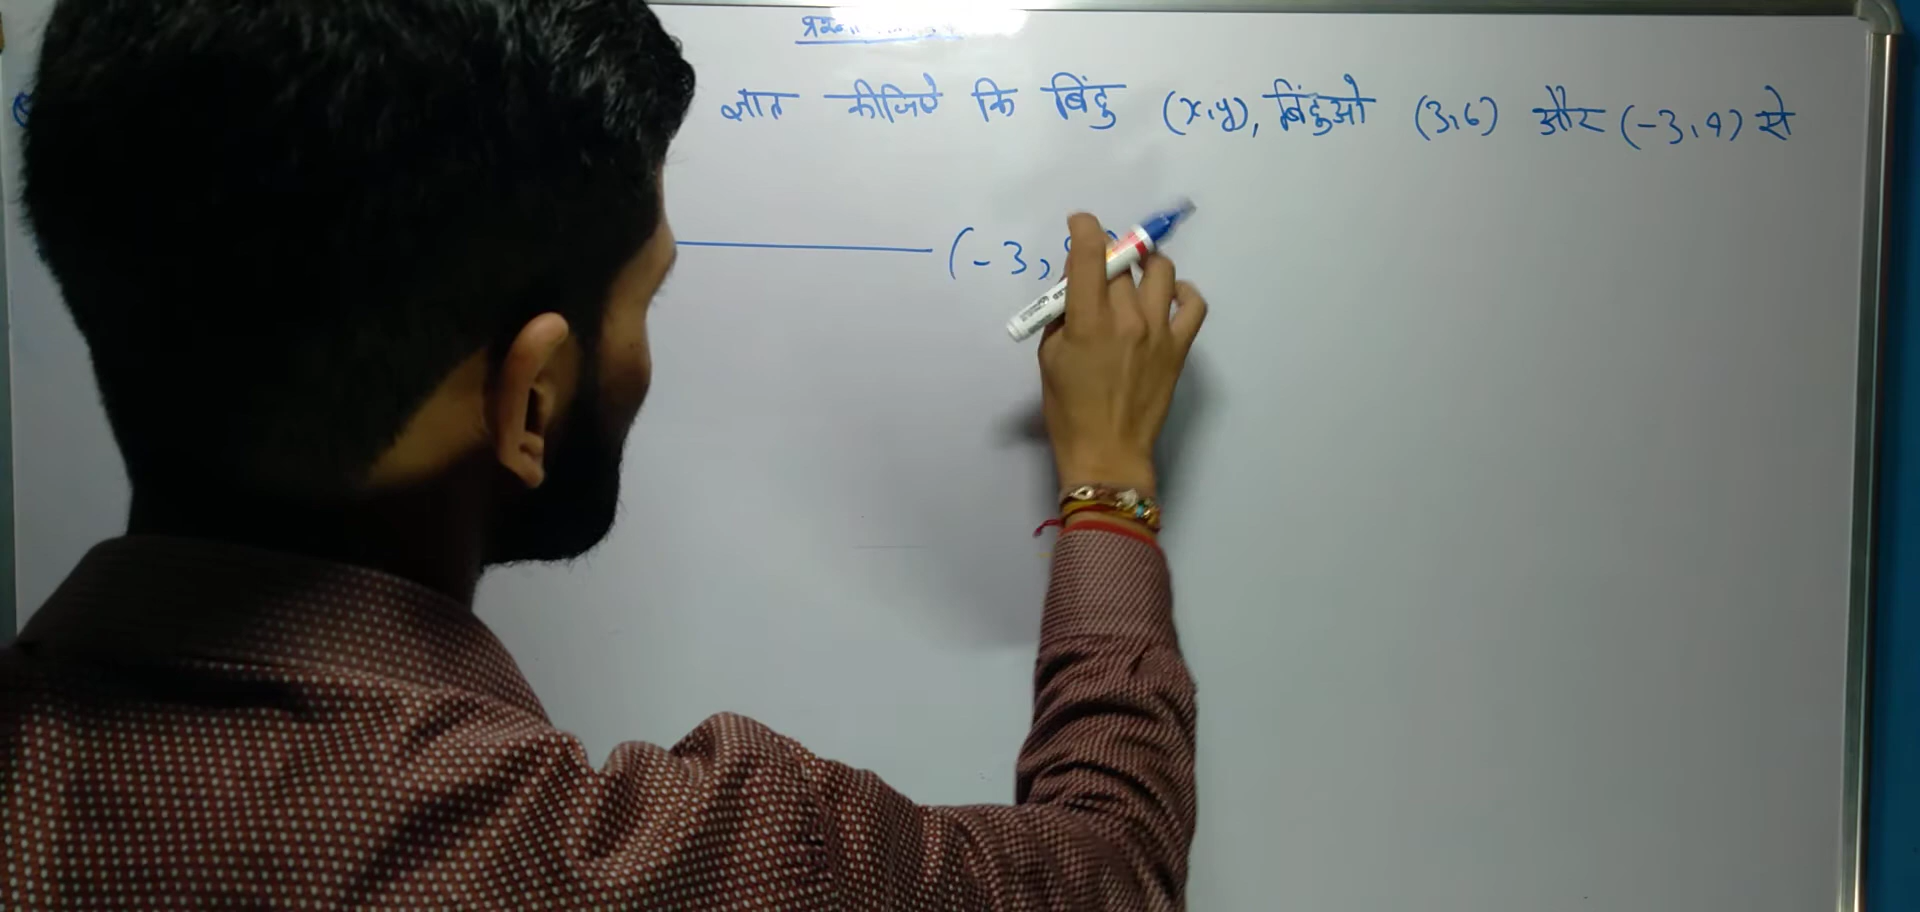 ज्ञात कीजिये कि बिंदु (x,y), बिंदुओ (3,6) और (-3,4) से
(-3,